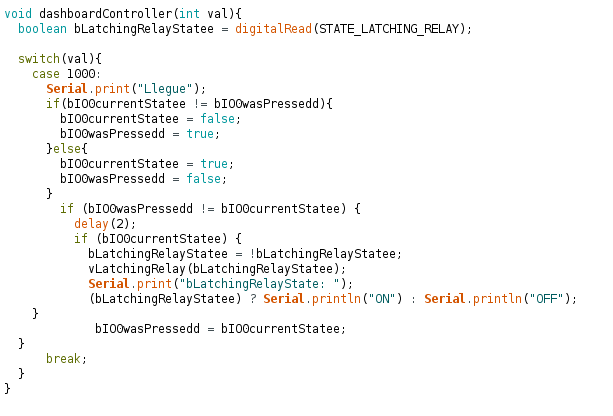 void dashboardController(int val){
  boolean bLatchingRelayStatee = digitalRead(STATE_LATCHING_RELAY);

  switch(val){
    case 1000:
      Serial.print("Llegue");
      if(bIO0currentStatee != bIO0wasPressedd){
        bIO0currentStatee = false;
        bIO0wasPressedd = true;
      }else{
        bIO0currentStatee = true;
        bIO0wasPressedd = false;
      }
        if (bIO0wasPressedd != bIO0currentStatee) {
          delay(2);
          if (bIO0currentStatee) {
            bLatchingRelayStatee = !bLatchingRelayStatee;
            vLatchingRelay(bLatchingRelayStatee);
            Serial.print("bLatchingRelayState: ");
            (bLatchingRelayStatee) ? Serial.println("ON") : Serial.println("OFF");
    }
             bIO0wasPressedd = bIO0currentStatee;
  }
      break;
  }
}